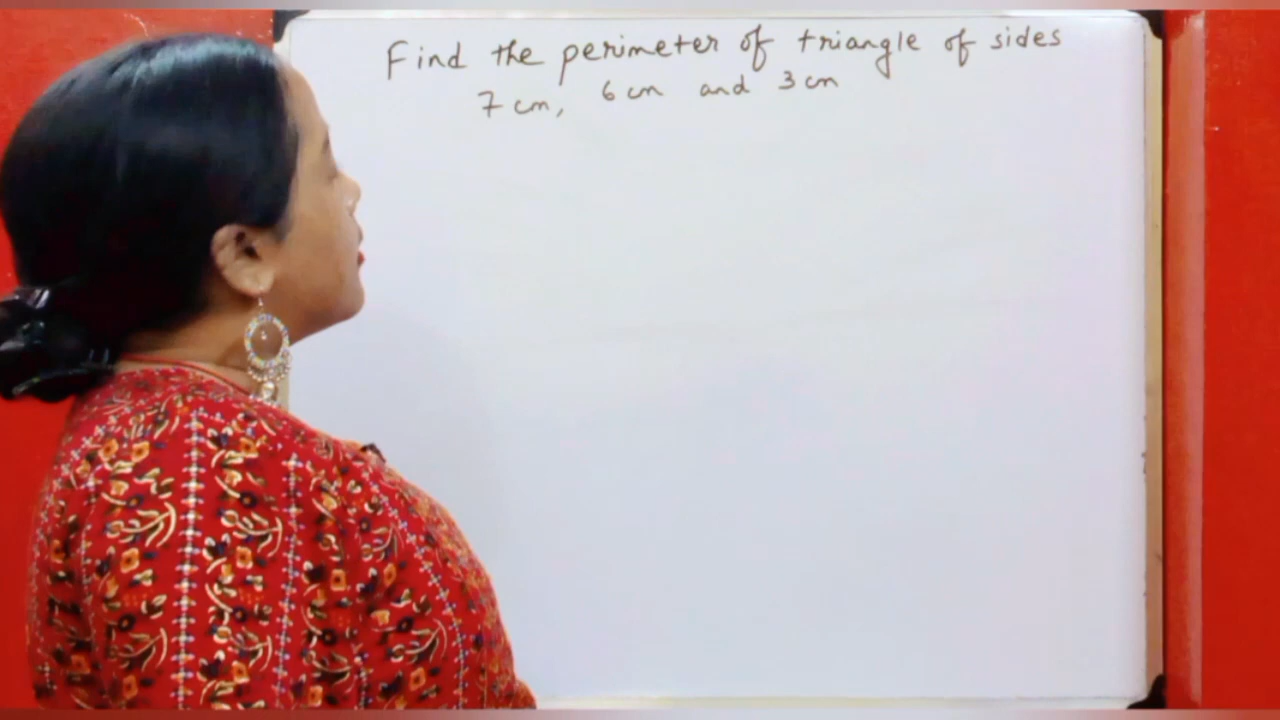 Find the perimeter of triangle of sides
7 cm, 6 cm and 3 cm